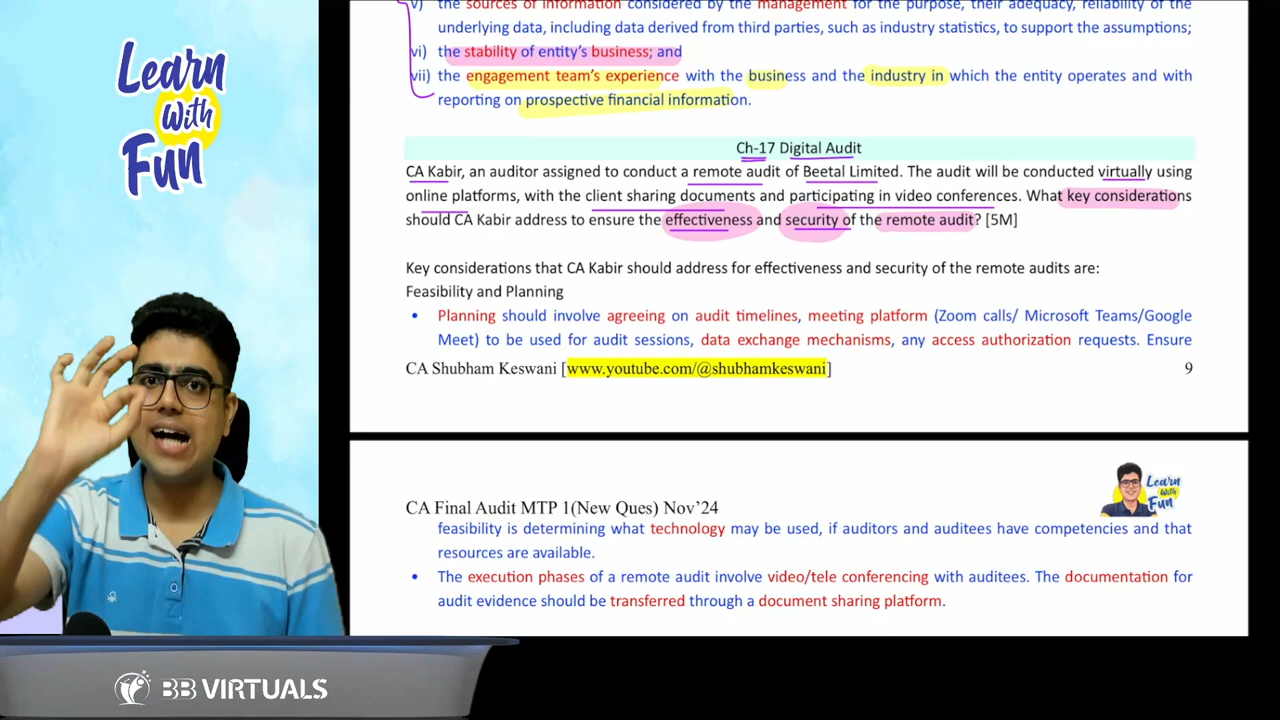 Learn
With
Fun
v) the sources of information considered by the management for the purpose, their adequacy, reliability of the
underlying data, including data derived from third parties, such as industry statistics, to support the assumptions;
vi) the stability of entity's business; and
vii) the engagement team's experience with the business and the industry in which the entity operates and with
reporting on prospective financial information.
Ch-17 Digital Audit
CA Kabir, an auditor assigned to conduct a remote audit of Beetal Limited. The audit will be conducted virtually using
online platforms, with the client sharing documents and participating in video conferences. What key considerations
should CA Kabir address to ensure the effectiveness and security of the remote audit? [5M]
Key considerations that CA Kabir should address for effectiveness and security of the remote audits are:
Feasibility and Planning
• Planning should involve agreeing on audit timelines, meeting platform (Zoom calls/ Microsoft Teams/Google
Meet) to be used for audit sessions, data exchange mechanisms, any access authorization requests. Ensure
CA Shubham Keswani [www.youtube.com/@shubhamkeswani] 9
Learn
With
Fun
CA Final Audit MTP 1(New Ques) Nov'24
feasibility is determining what technology may be used, if auditors and auditees have competencies and that
resources are available.
• The execution phases of a remote audit involve video/tele conferencing with auditees. The documentation for
audit evidence should be transferred through a document sharing platform.
BB VIRTUALS